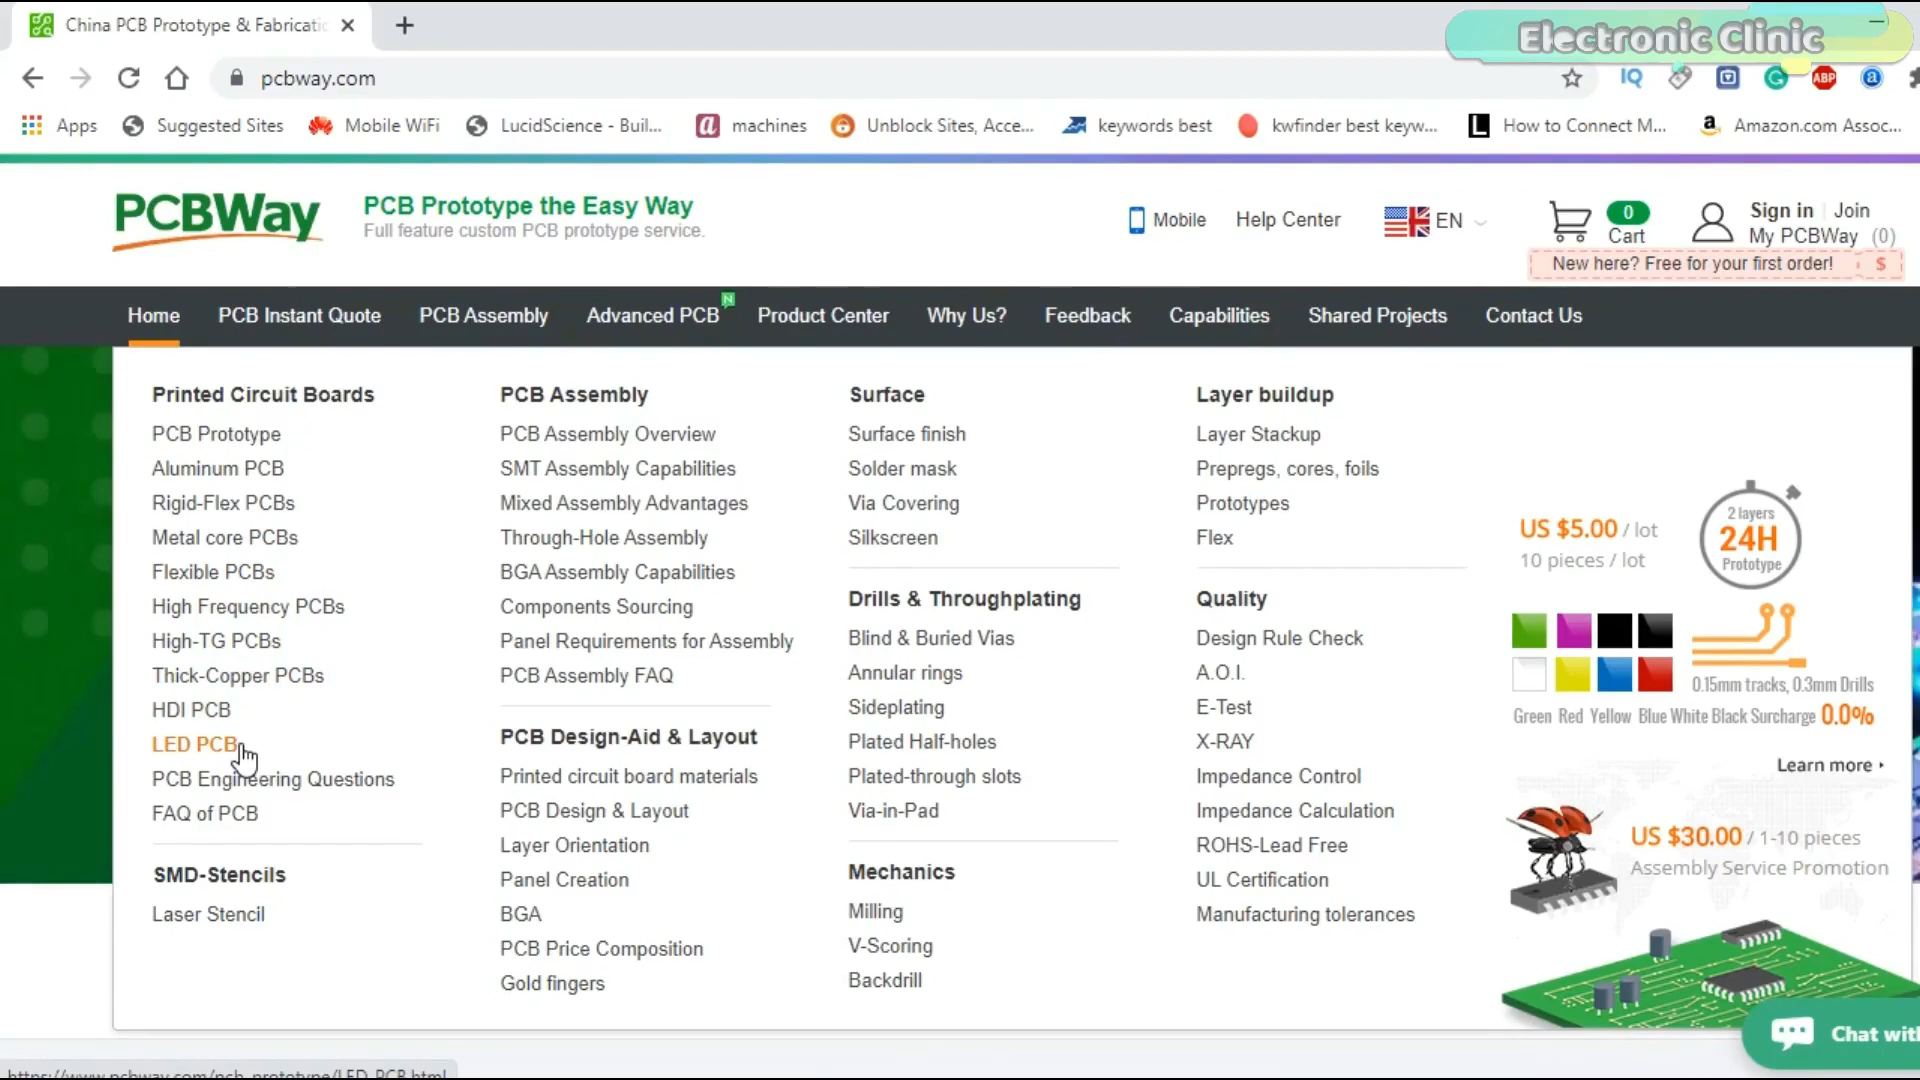 China PCB Prototype & Fabricatic
Electronic Clinic
pcbway.com
IQ
ABP
a
Apps
Suggested Sites
Mobile WiFi
LucidScience - Buil...
a machines
Unblock Sites, Acce...
keywords best
kwfinder best keyw...
L How to Connect M...
a Amazon.com Assoc...
PCBWay
PCB Prototype the Easy Way
Full feature custom PCB prototype service.
Mobile
Help Center
EN
0
Cart
Sign in
Join
My PCBWay (0)
New here? Free for your first order!
$
Home
PCB Instant Quote
PCB Assembly
Advanced PCB
N
Product Center
Why Us?
Feedback
Capabilities
Shared Projects
Contact Us
Printed Circuit Boards
PCB Prototype
Aluminum PCB
Rigid-Flex PCBs
Metal core PCBs
Flexible PCBs
High Frequency PCBs
High-TG PCBs
Thick-Copper PCBs
HDI PCB
LED PCB
PCB Engineering Questions
FAQ of PCB
SMD-Stencils
Laser Stencil
PCB Assembly
PCB Assembly Overview
SMT Assembly Capabilities
Mixed Assembly Advantages
Through-Hole Assembly
BGA Assembly Capabilities
Components Sourcing
Panel Requirements for Assembly
PCB Assembly FAQ
PCB Design-Aid & Layout
Printed circuit board materials
PCB Design & Layout
Layer Orientation
Panel Creation
BGA
PCB Price Composition
Gold fingers
Surface
Surface finish
Solder mask
Via Covering
Silkscreen
Drills & Throughplating
Blind & Buried Vias
Annular rings
Sideplating
Plated Half-holes
Plated-through slots
Via-in-Pad
Mechanics
Milling
V-Scoring
Backdrill
Layer buildup
Layer Stackup
Prepregs, cores, foils
Prototypes
Flex
Quality
Design Rule Check
A.O.I.
E-Test
X-RAY
Impedance Control
Impedance Calculation
ROHS-Lead Free
UL Certification
Manufacturing tolerances
US $5.00 / lot
10 pieces / lot
2 layers
24H
Prototype
0.15mm tracks, 0.3mm Drills
Green Red Yellow Blue White Black Surcharge 0.0%
Learn more
US $30.00 / 1-10 pieces
Assembly Service Promotion
Chat with
https://www.pcbway.com/pcb_prototype/LED_PCB.html